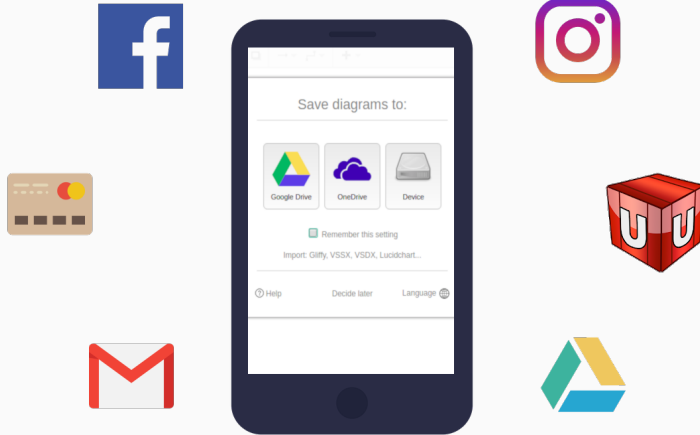 Save diagrams to:
Google Drive OneDrive Device
Remember this setting
Import: Gliffy, VSSX, VSDX, Lucidchart...
Help Decide later Language
U U